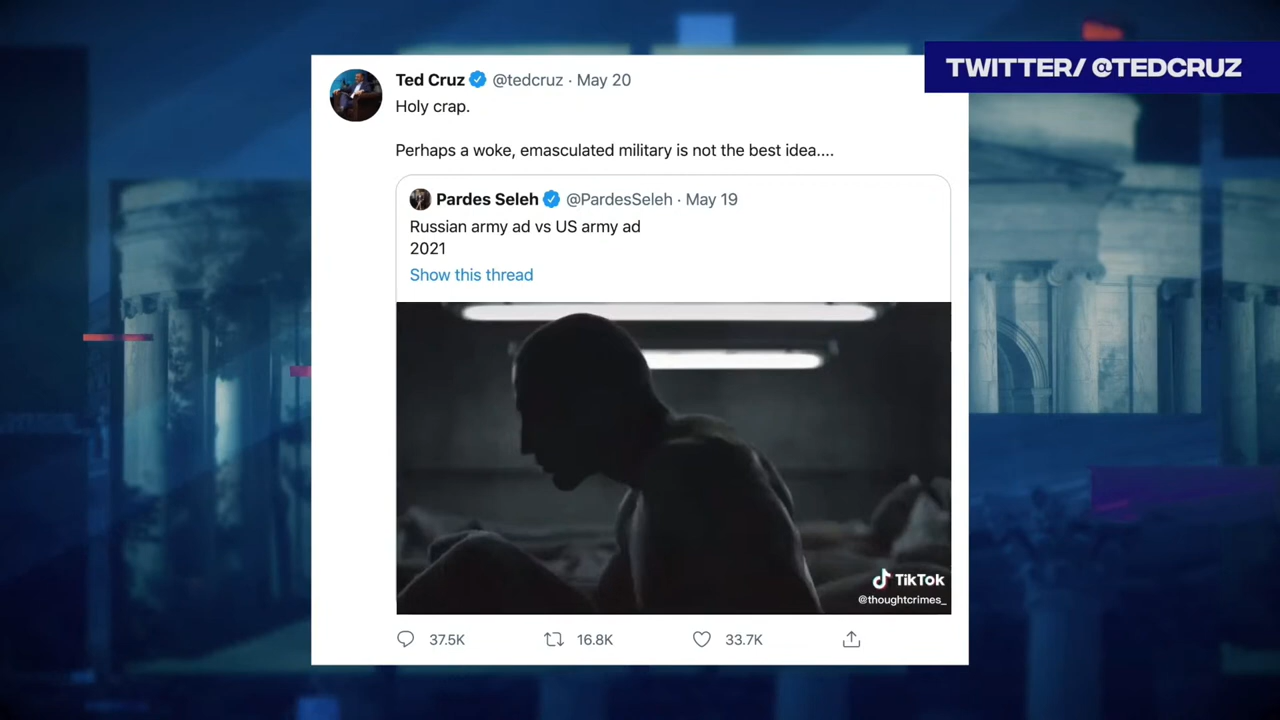 TWITTER/ @TEDCRUZ
Ted Cruz @tedcruz · May 20
Holy crap.
Perhaps a woke, emasculated military is not the best idea....
Pardes Seleh @PardesSeleh · May 19
Russian army ad vs US army ad
2021
Show this thread
TikTok
@thoughtcrimes_
37.5K 16.8K 33.7K